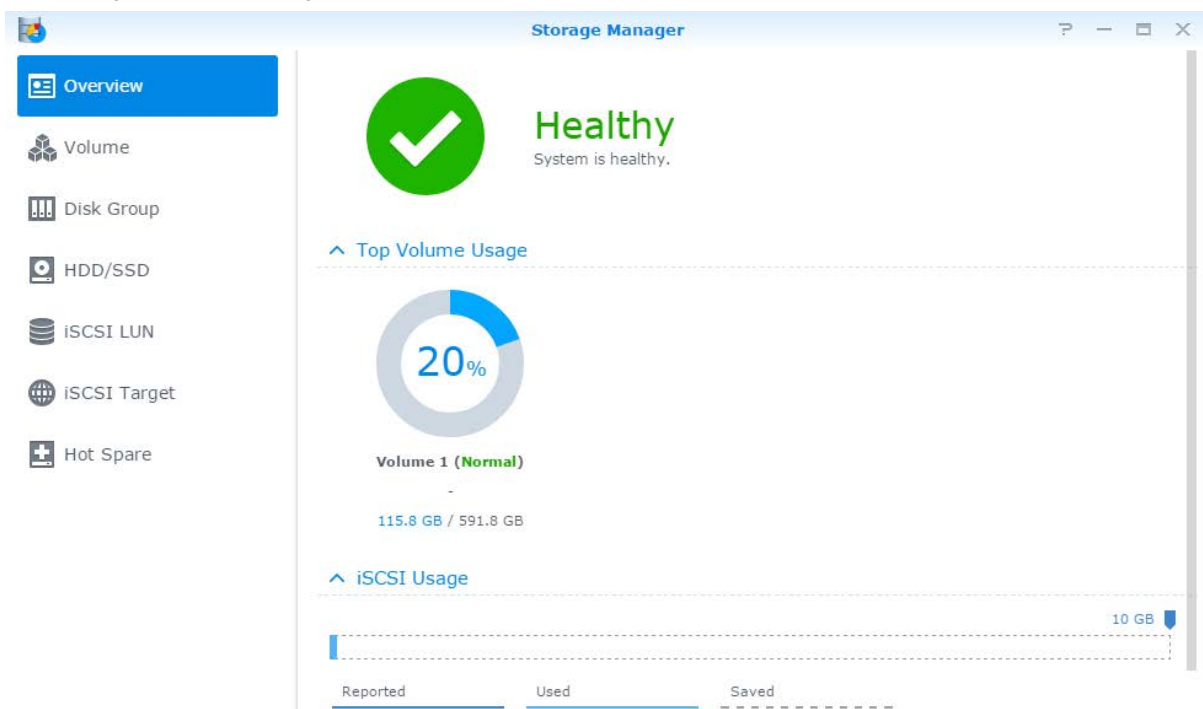 Storage Manager
Overview
Volume
Disk Group
HDD/SSD
iSCSI LUN
iSCSI Target
Hot Spare
Healthy
System is healthy.
Top Volume Usage
20%
Volume 1 (Normal)
-
115.8 GB / 591.8 GB
iSCSI Usage
10 GB
Reported Used Saved